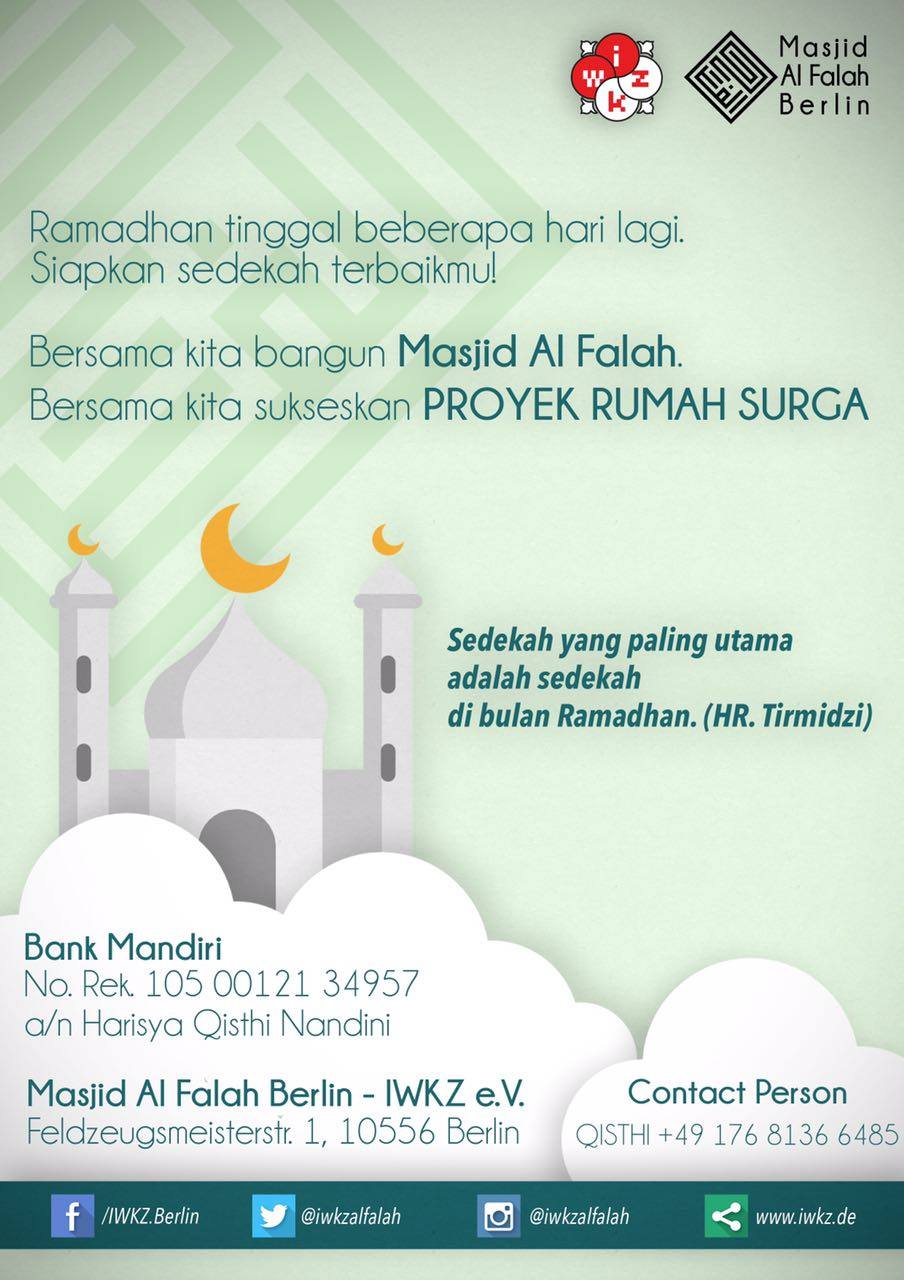 i
w z
k
Masjid
Al Falah
Berlin
Ramadhan tinggal beberapa hari lagi.
Siapkan sedekah terbaikmu!
Bersama kita bangun Masjid Al Falah.
Bersama kita sukseskan PROYEK RUMAH SURGA
Sedekah yang paling utama
adalah sedekah
di bulan Ramadhan. (HR. Tirmidzi)
Bank Mandiri
No. Rek. 105 00121 34957
a/n Harisya Qisthi Nandini
Masjid Al Falah Berlin - IWKZ e.V.
Feldzeugsmeisterstr. 1, 10556 Berlin
Contact Person
QISTHI +49 176 8136 6485
f /IWKZ.Berlin
@iwkzalfalah
@iwkzalfalah
www.iwkz.de